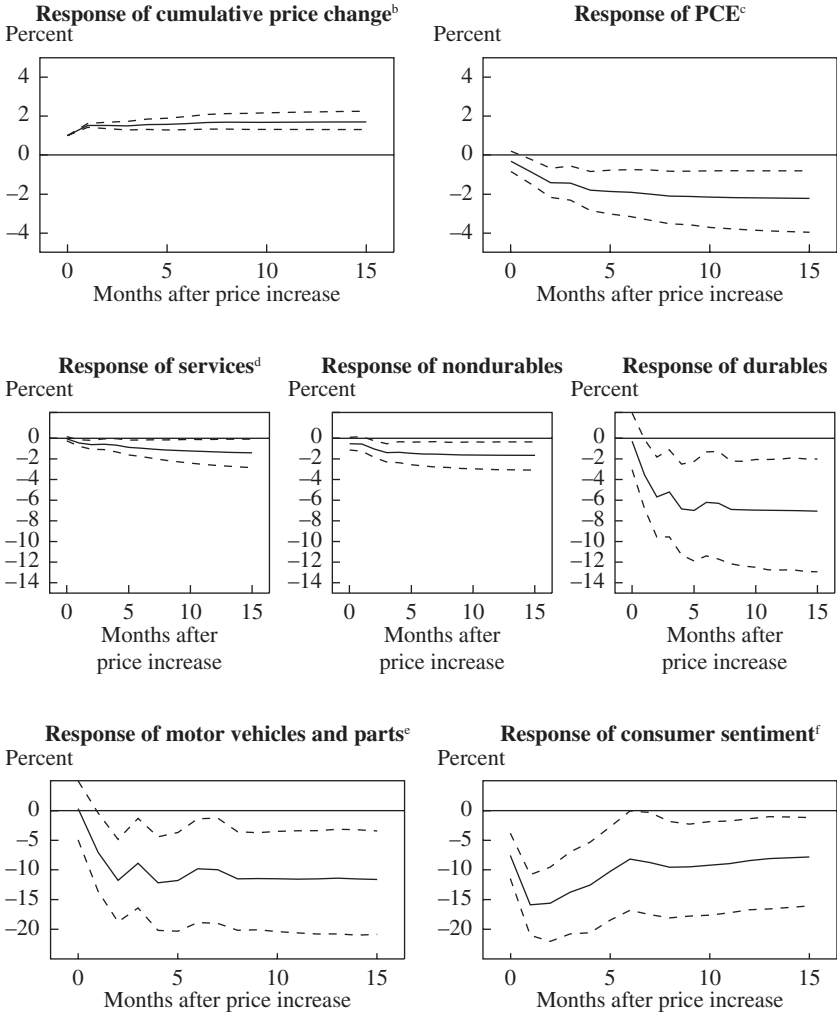 Response of cumulative price changeᵇ
Percent
4
2
0
–2
–4
0 5 10 15
Months after price increase
Response of PCEᶜ
Percent
4
2
0
–2
–4
0 5 10 15
Months after price increase
Response of servicesᵈ
Percent
0
–2
–4
–6
–8
–10
–12
–14
0 5 10 15
Months after
price increase
Response of nondurables
Percent
0
–2
–4
–6
–8
–10
–12
–14
0 5 10 15
Months after
price increase
Response of durables
Percent
0
–2
–4
–6
–8
–10
–12
–14
0 5 10 15
Months after
price increase
Response of motor vehicles and partsᵉ
Percent
0
–5
–10
–15
–20
0 5 10 15
Months after price increase
Response of consumer sentimentᶠ
Percent
0
–5
–10
–15
–20
0 5 10 15
Months after price increase